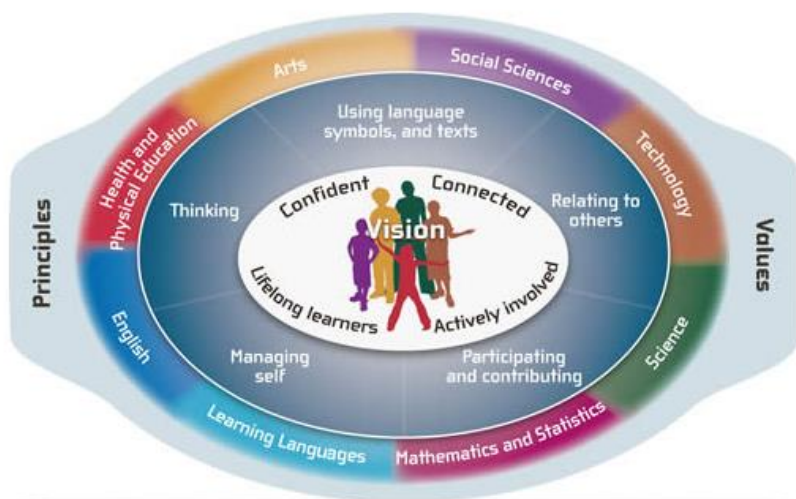 Arts
Social Sciences
Using language
symbols, and texts
Health and
Physical Education
Technology
Confident
Connected
Thinking
Relating to
others
Vision
Principles
Values
Lifelong learners
Actively involved
English
Science
Managing
self
Participating
and contributing
Learning Languages
Mathematics and Statistics